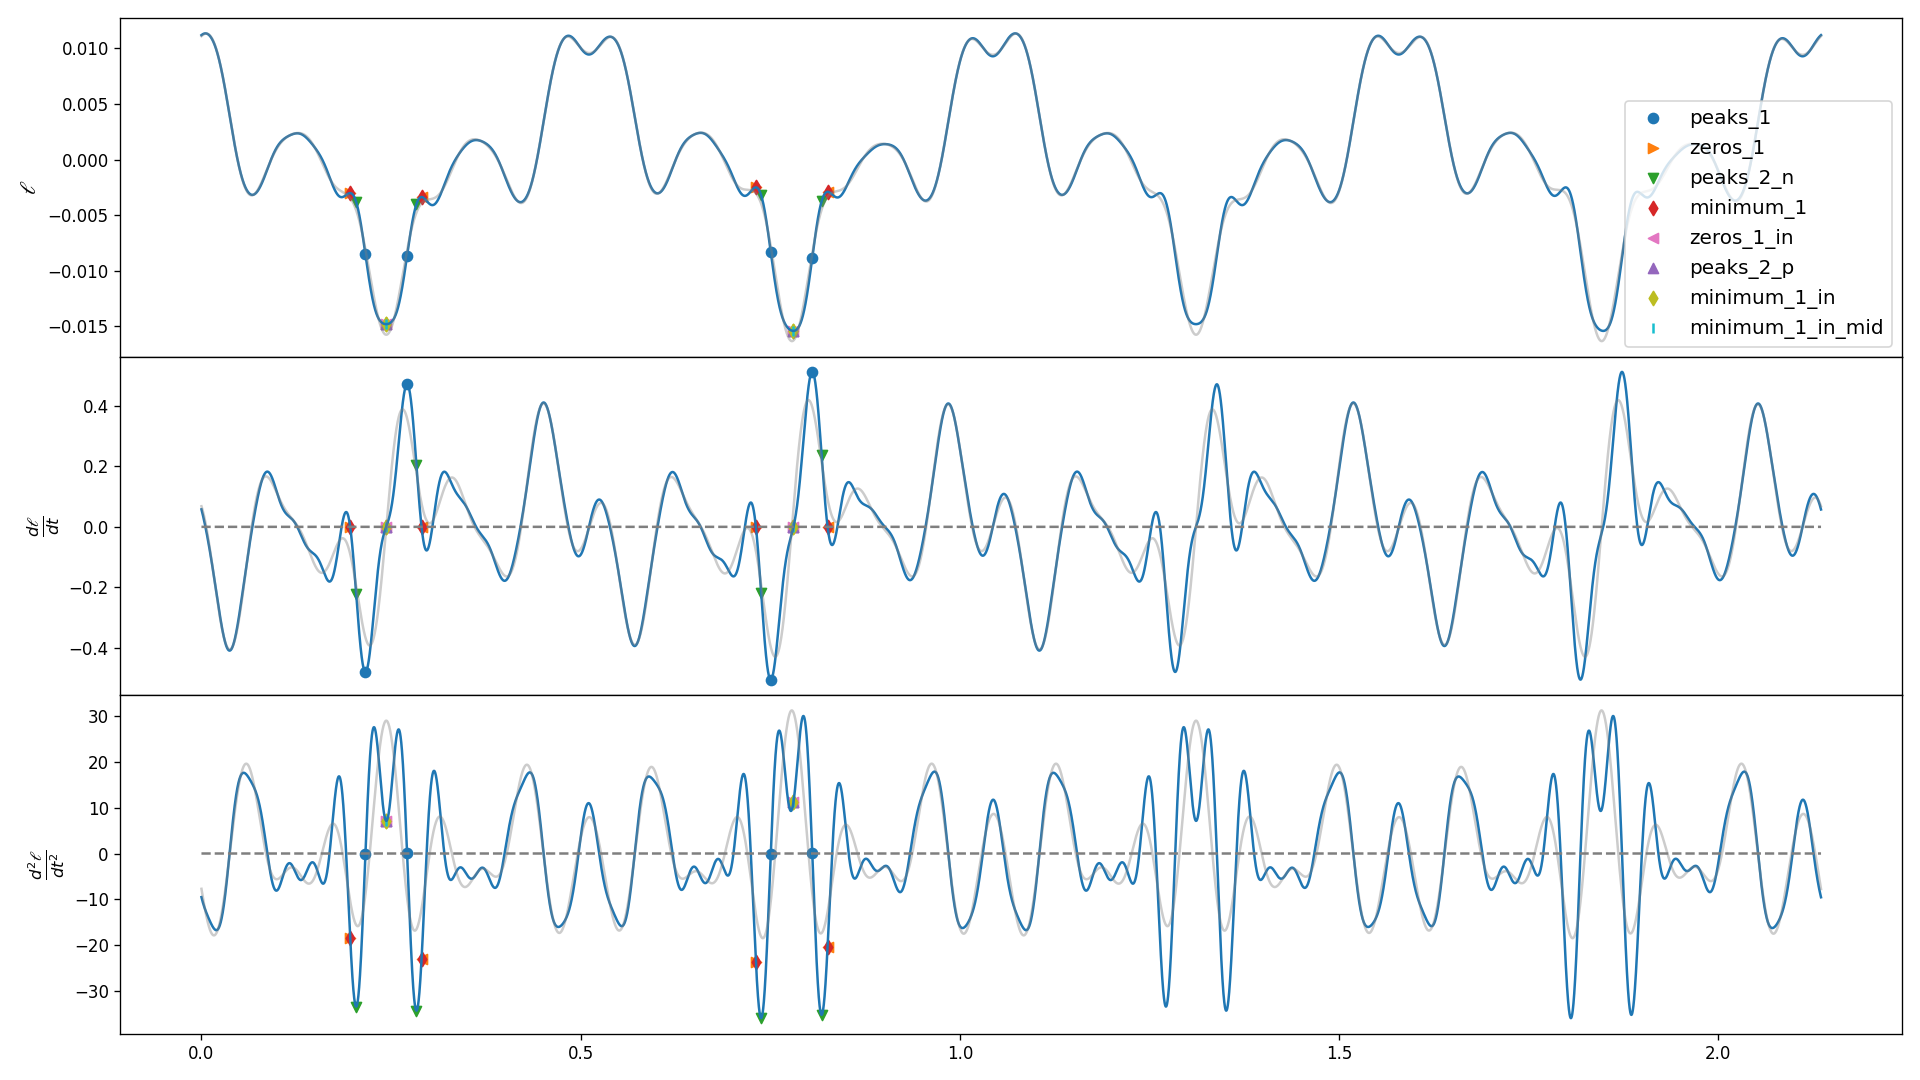 0.010
0.005
0.000
−0.005
−0.010
−0.015
ℓ
peaks_1
zeros_1
peaks_2_n
minimum_1
zeros_1_in
peaks_2_p
minimum_1_in
minimum_1_in_mid
0.4
0.2
0.0
−0.2
−0.4
dℓ
dt
30
20
10
0
−10
−20
−30
d²ℓ
dt²
0.0 0.5 1.0 1.5 2.0